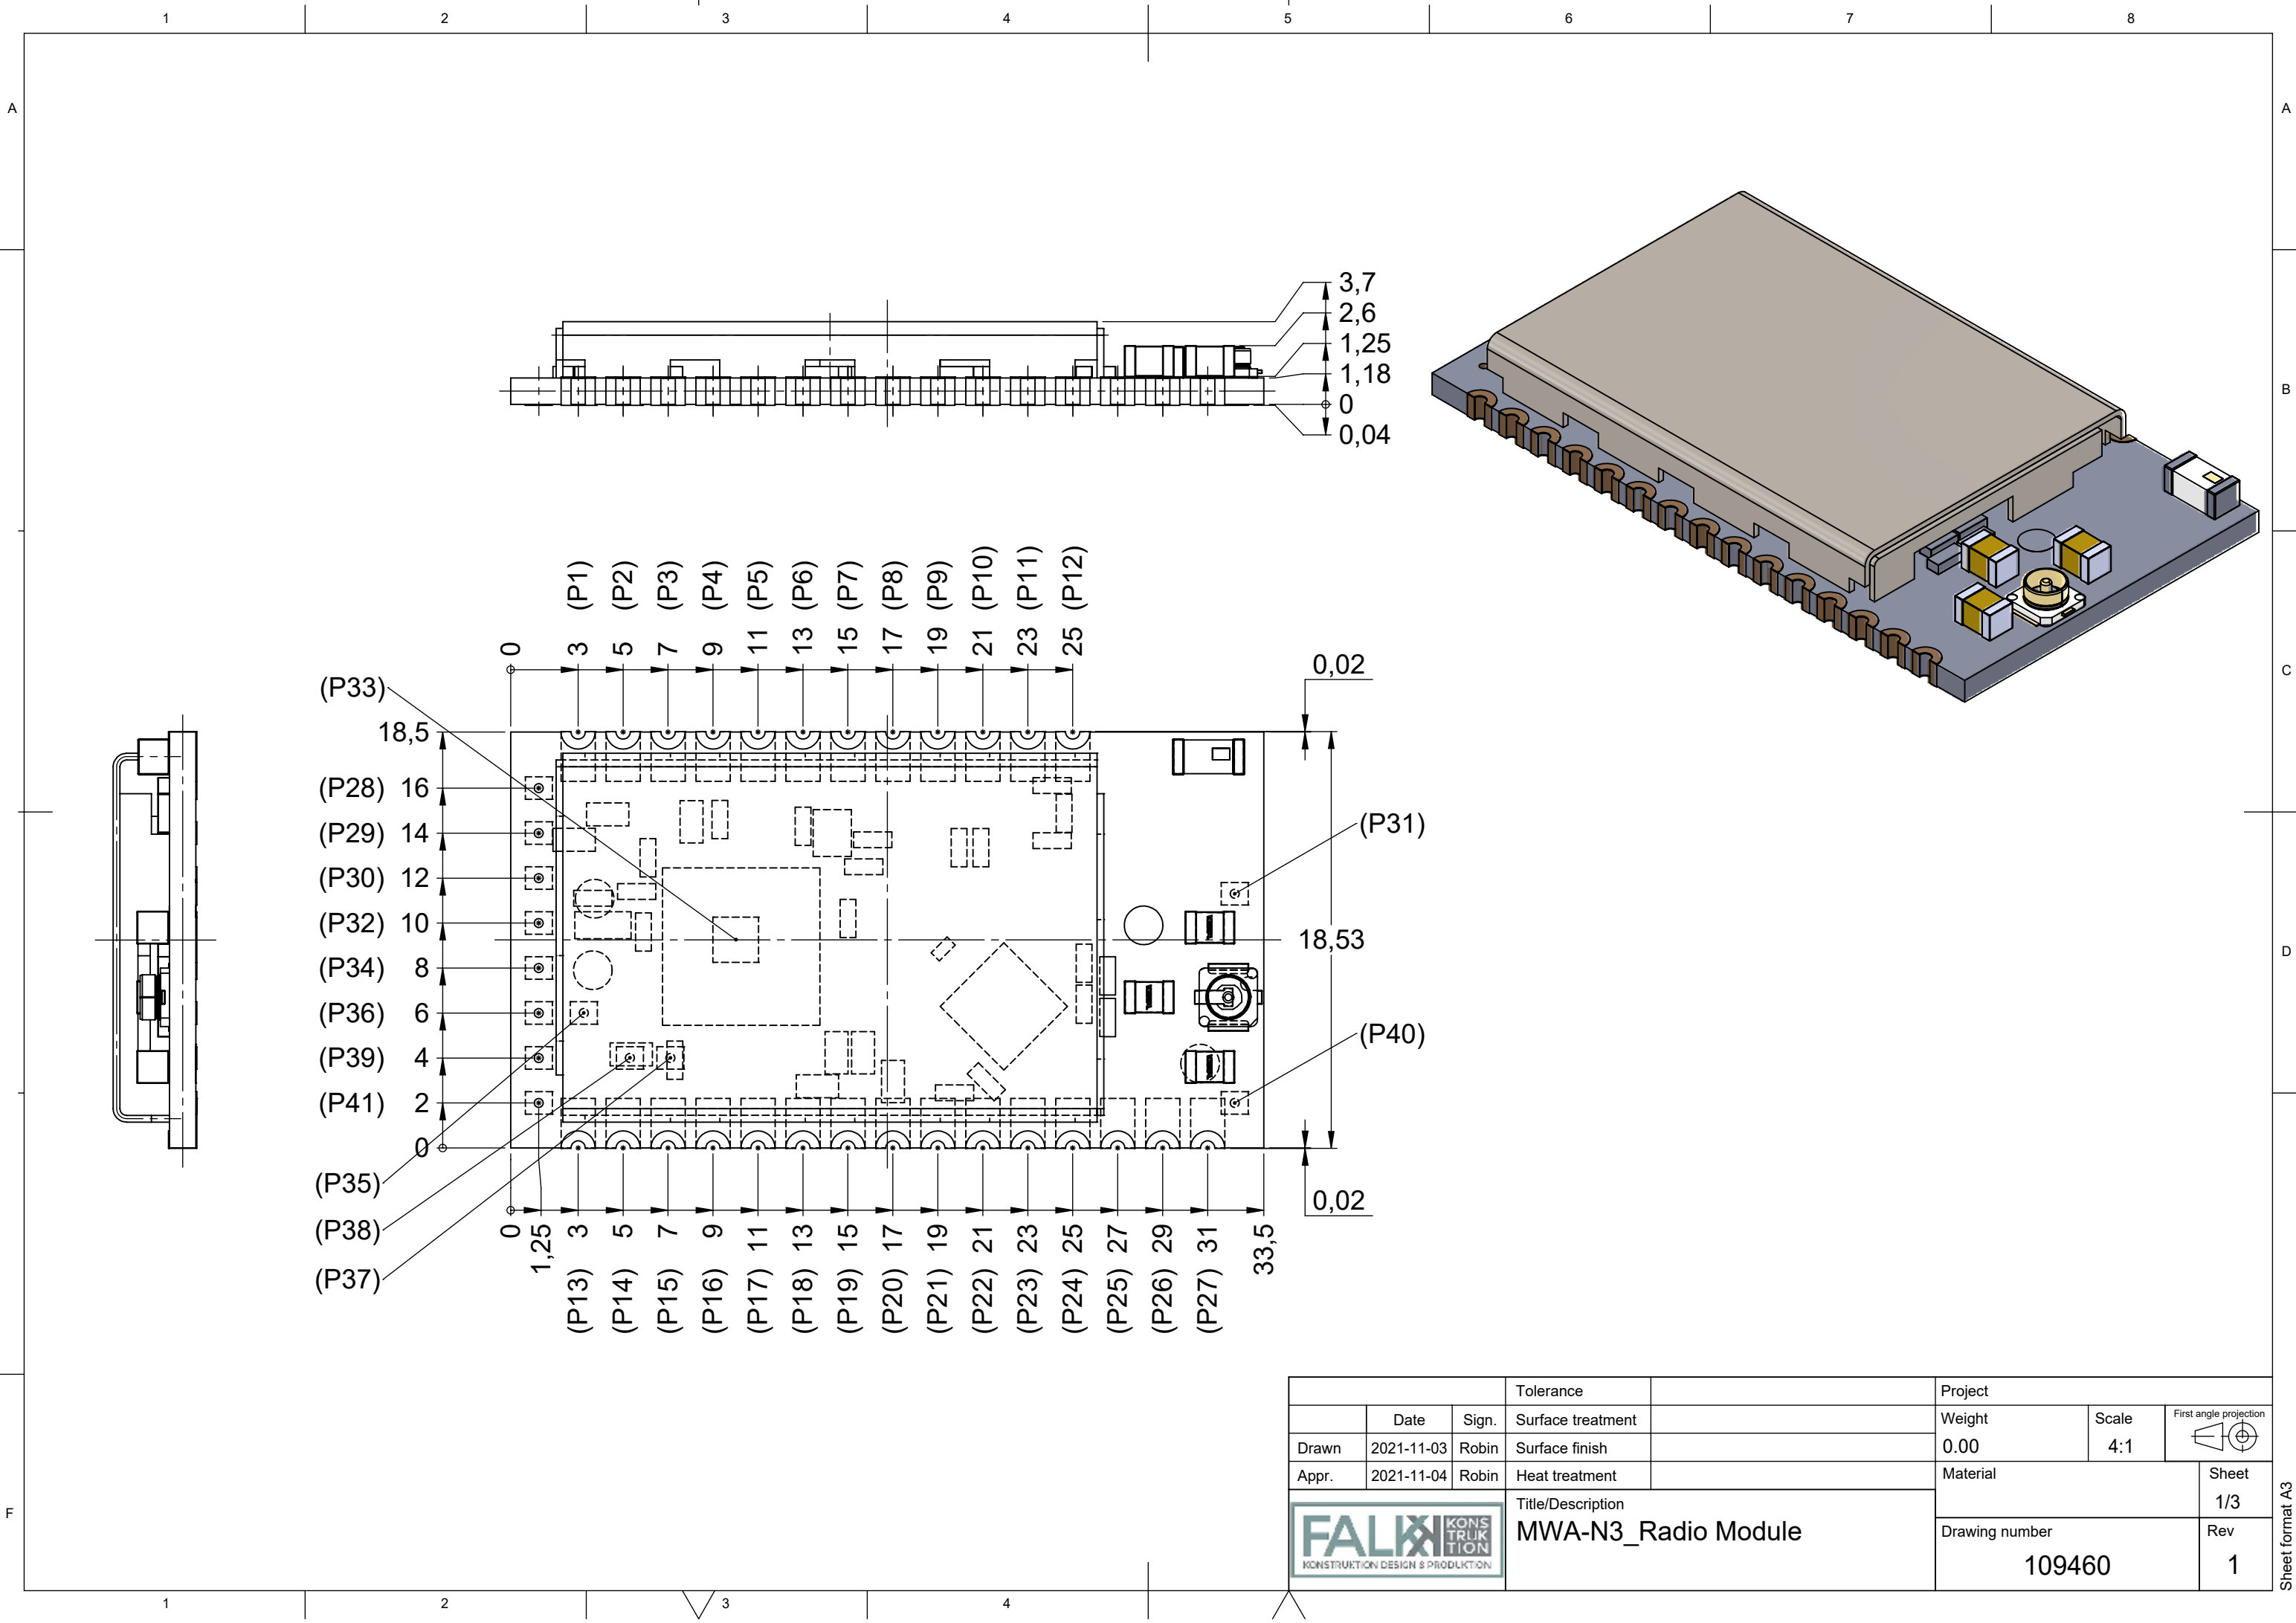 1 2 3 4 5 6 7 8
A A
3,7
2,6
1,25
1,18
0
0,04
B B
(P1) (P2) (P3) (P4) (P5) (P6) (P7) (P8) (P9) (P10) (P11) (P12)
0 3 5 7 9 11 13 15 17 19 21 23 25
0,02
C
(P33)
18,5
(P28) 16
(P29) 14
(P30) 12
(P32) 10
(P34) 8
(P36) 6
(P39) 4
(P41) 2
0
(P31)
18,53
D
(P40)
(P35)
(P38)
(P37)
0,02
0 1,25 3 5 7 9 11 13 15 17 19 21 23 25 27 29 31 33,5
(P13) (P14) (P15) (P16) (P17) (P18) (P19) (P20) (P21) (P22) (P23) (P24) (P25) (P26) (P27)
Tolerance
Project
Date Sign. Surface treatment
Weight
0.00
Scale
4:1
First angle projection
Drawn 2021-11-03 Robin Surface finish
Appr. 2021-11-04 Robin Heat treatment
Material
Sheet
1/3
F
FALKK
KONS
TRUK
TION
KONSTRUKTION DESIGN & PRODUKTION
Title/Description
MWA-N3_Radio Module
Drawing number
109460
Rev
1
Sheet format A3
1 2 3 4